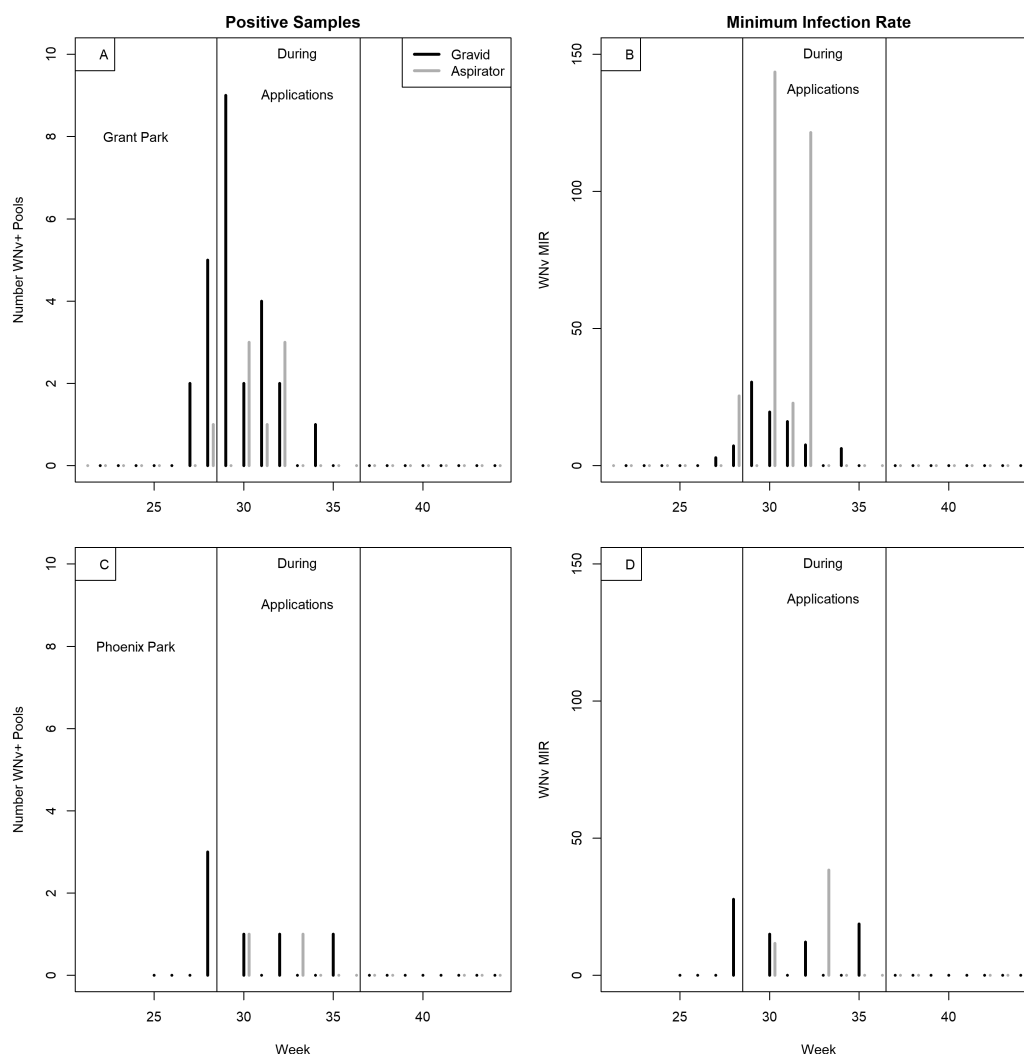 Positive Samples
Minimum Infection Rate
A
During
Applications
Gravid
Aspirator
Grant Park
Number WNv+ Pools
0
2
4
6
8
10
25
30
35
40
B
During
Applications
WNv MIR
0
50
100
150
25
30
35
40
C
During
Applications
Phoenix Park
Number WNv+ Pools
0
2
4
6
8
10
25
30
35
40
Week
D
During
Applications
WNv MIR
0
50
100
150
25
30
35
40
Week